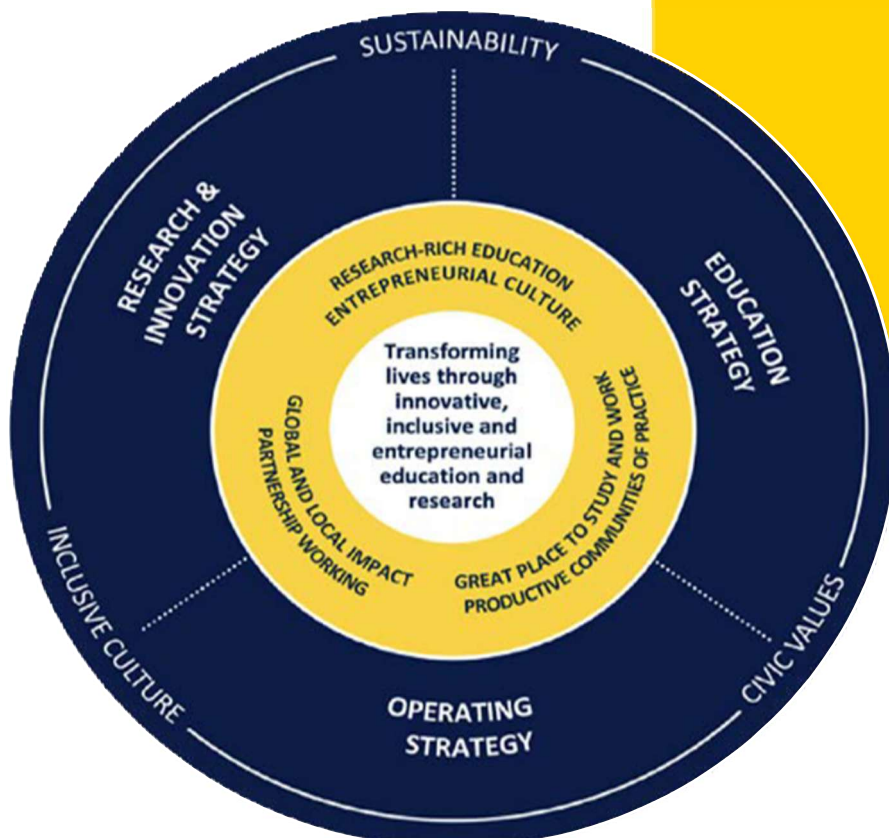 SUSTAINABILITY
RESEARCH &
INNOVATION
STRATEGY
EDUCATION
STRATEGY
RESEARCH-RICH EDUCATION
ENTREPRENEURIAL CULTURE
Transforming
lives through
innovative,
inclusive and
entrepreneurial
education and
research
GLOBAL AND LOCAL IMPACT
PARTNERSHIP WORKING
GREAT PLACE TO STUDY AND WORK
PRODUCTIVE COMMUNITIES OF PRACTICE
INCLUSIVE CULTURE
CIVIC VALUES
OPERATING
STRATEGY